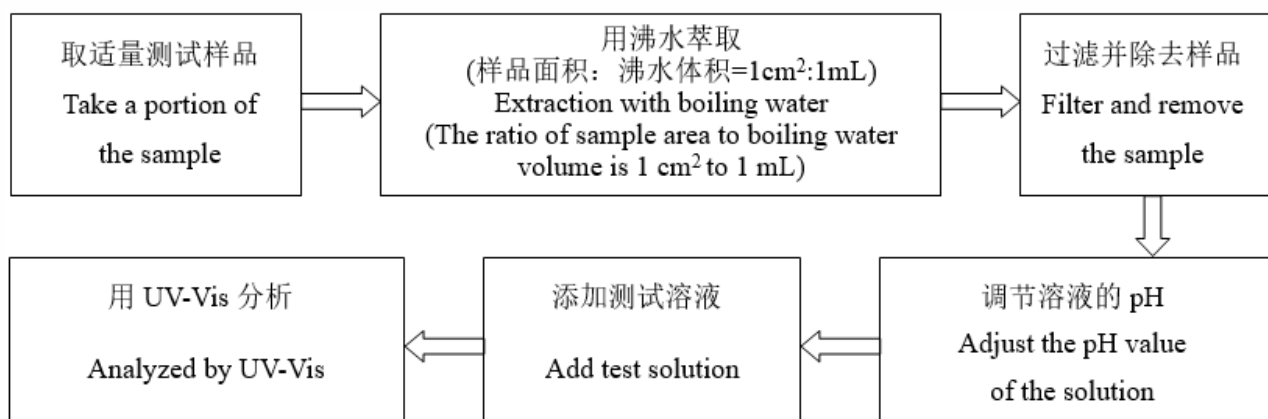 取适量测试样品
Take a portion of
the sample
用沸水萃取
(样品面积：沸水体积=1cm²:1mL)
Extraction with boiling water
(The ratio of sample area to boiling water
volume is 1 cm² to 1 mL)
过滤并除去样品
Filter and remove
the sample
调节溶液的 pH
Adjust the pH value
of the solution
添加测试溶液
Add test solution
用 UV-Vis 分析
Analyzed by UV-Vis